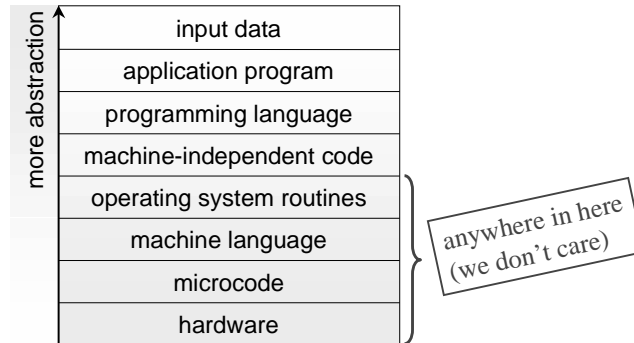 more abstraction
input data
application program
programming language
machine-independent code
operating system routines
machine language
microcode
hardware
anywhere in here
(we don’t care)